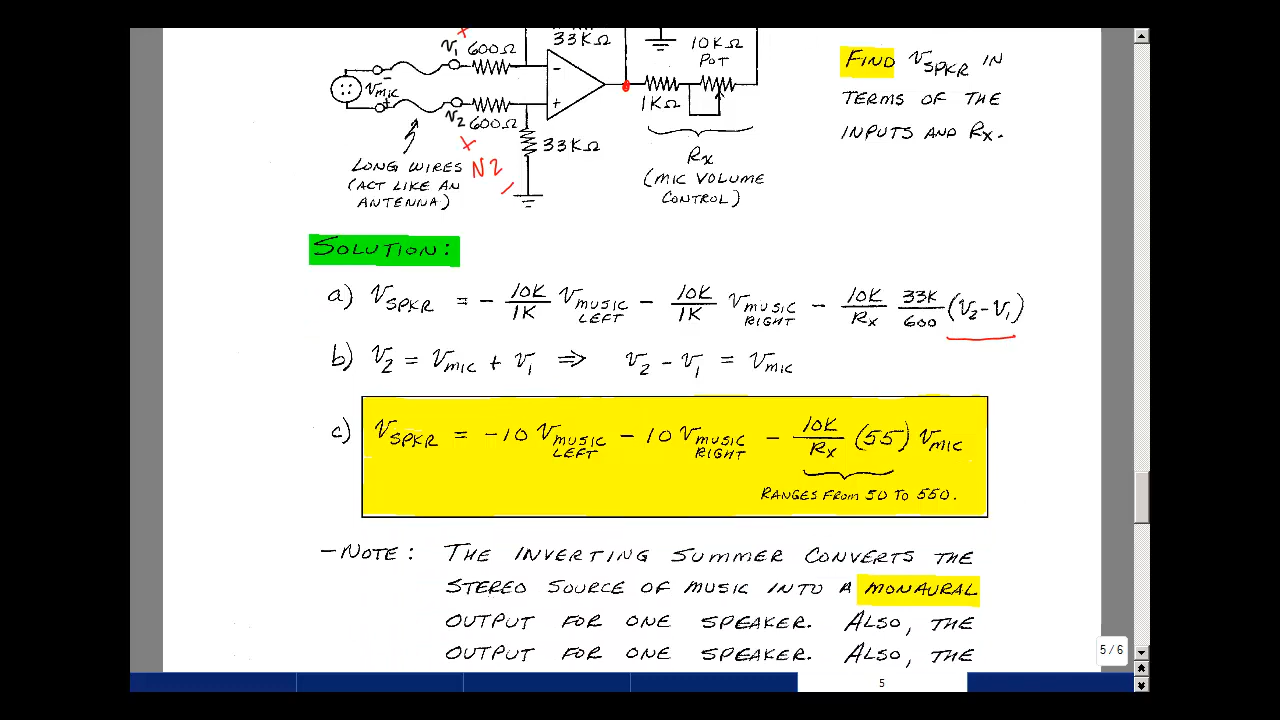 33KΩ
10KΩ
POT
V1 600Ω
−
VMIC
+
V2
600Ω
−
+
1KΩ
33KΩ
N2
LONG WIRES
(ACT LIKE AN
ANTENNA)
RX
(MIC VOLUME
CONTROL)
FIND VSPKR IN
TERMS OF THE
INPUTS AND RX.
SOLUTION:
a) VSPKR = − 10K/1K VMUSIC LEFT − 10K/1K VMUSIC RIGHT − 10K/RX 33K/600 (V2−V1)
b) V2 = VMIC + V1 ⇒ V2 − V1 = VMIC
c) VSPKR = −10 VMUSIC LEFT − 10 VMUSIC RIGHT − 10K/RX (55) VMIC
RANGES FROM 50 TO 550.
−NOTE: THE INVERTING SUMMER CONVERTS THE
STEREO SOURCE OF MUSIC INTO A MONAURAL
OUTPUT FOR ONE SPEAKER. ALSO, THE
OUTPUT FOR ONE SPEAKER. ALSO, THE
5/6
5